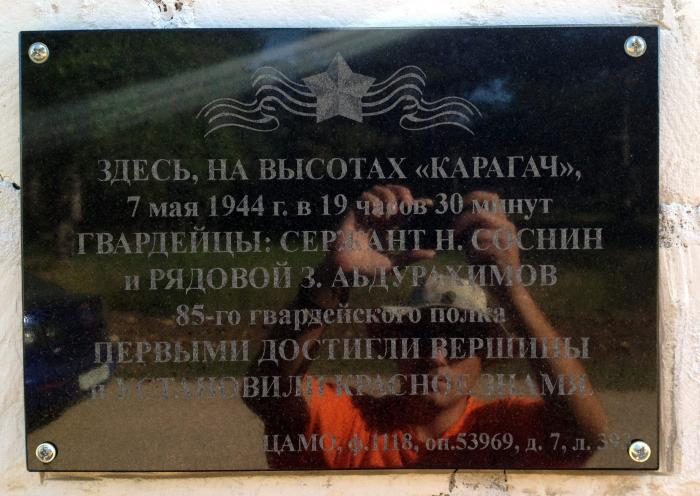 ЗДЕСЬ, НА ВЫСОТАХ «КАРАГАЧ»,
7 мая 1944 г. в 19 часов 30 минут
ГВАРДЕЙЦЫ: СЕРЖАНТ Н. СОСНИН
и РЯДОВОЙ З. АБДУРАХИМОВ
85-го гвардейского полка
ПЕРВЫМИ ДОСТИГЛИ ВЕРШИНЫ
и УСТАНОВИЛИ КРАСНОЕ ЗНАМЯ.
ЦАМО, ф.1118, оп.53969, д. 7, л.